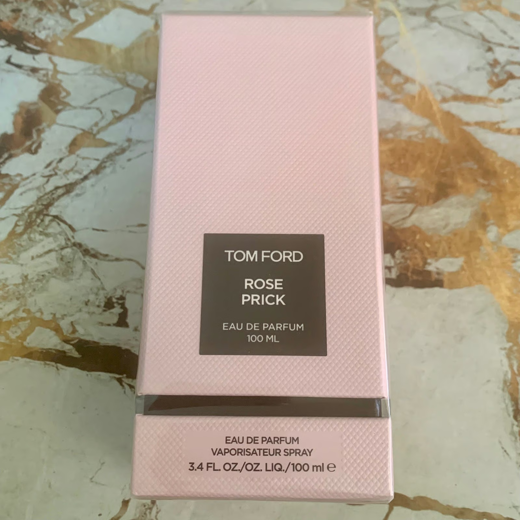 TOM FORD
ROSE
PRICK
EAU DE PARFUM
100 ML
EAU DE PARFUM
VAPORISATEUR SPRAY
3.4 FL. OZ./OZ. LIQ./100 ml ℮